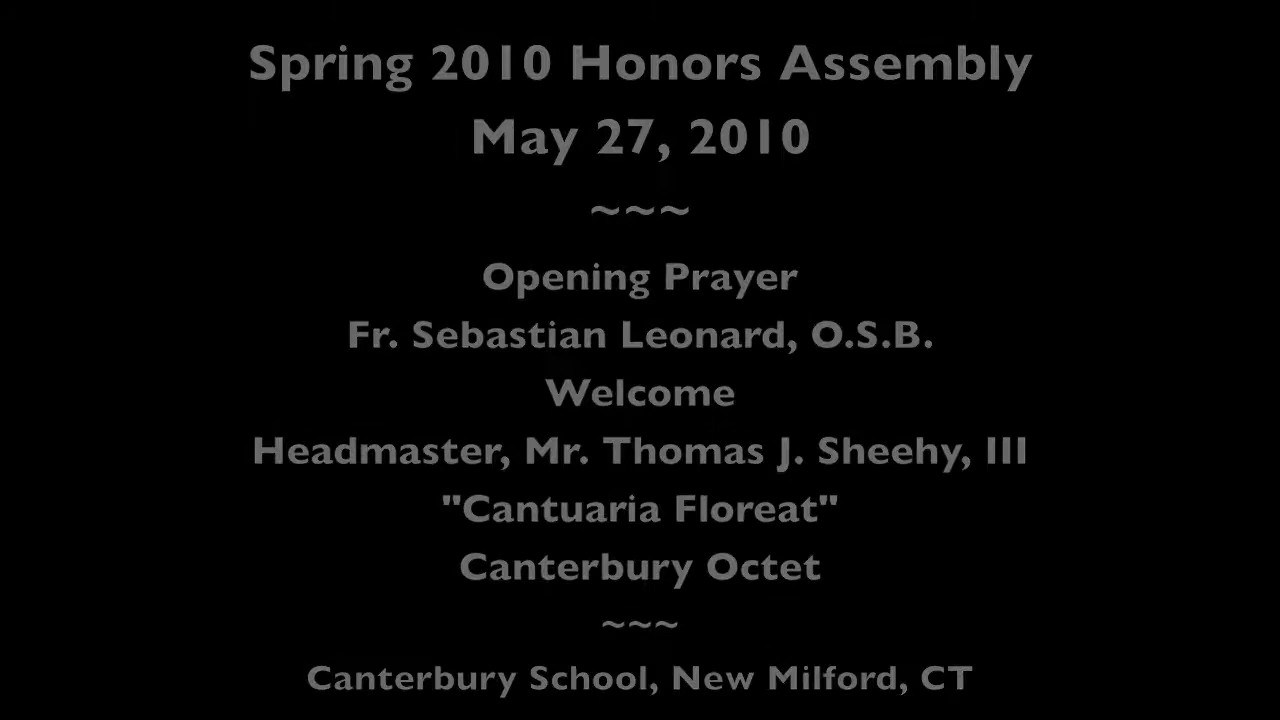 Spring 2010 Honors Assembly
May 27, 2010
~~~
Opening Prayer
Fr. Sebastian Leonard, O.S.B.
Welcome
Headmaster, Mr. Thomas J. Sheehy, III
"Cantuaria Floreat"
Canterbury Octet
~~~
Canterbury School, New Milford, CT